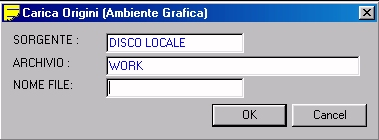 Carica Origini (Ambiente Grafica)
SORGENTE : DISCO LOCALE
ARCHIVIO : WORK
NOME FILE:
OK Cancel